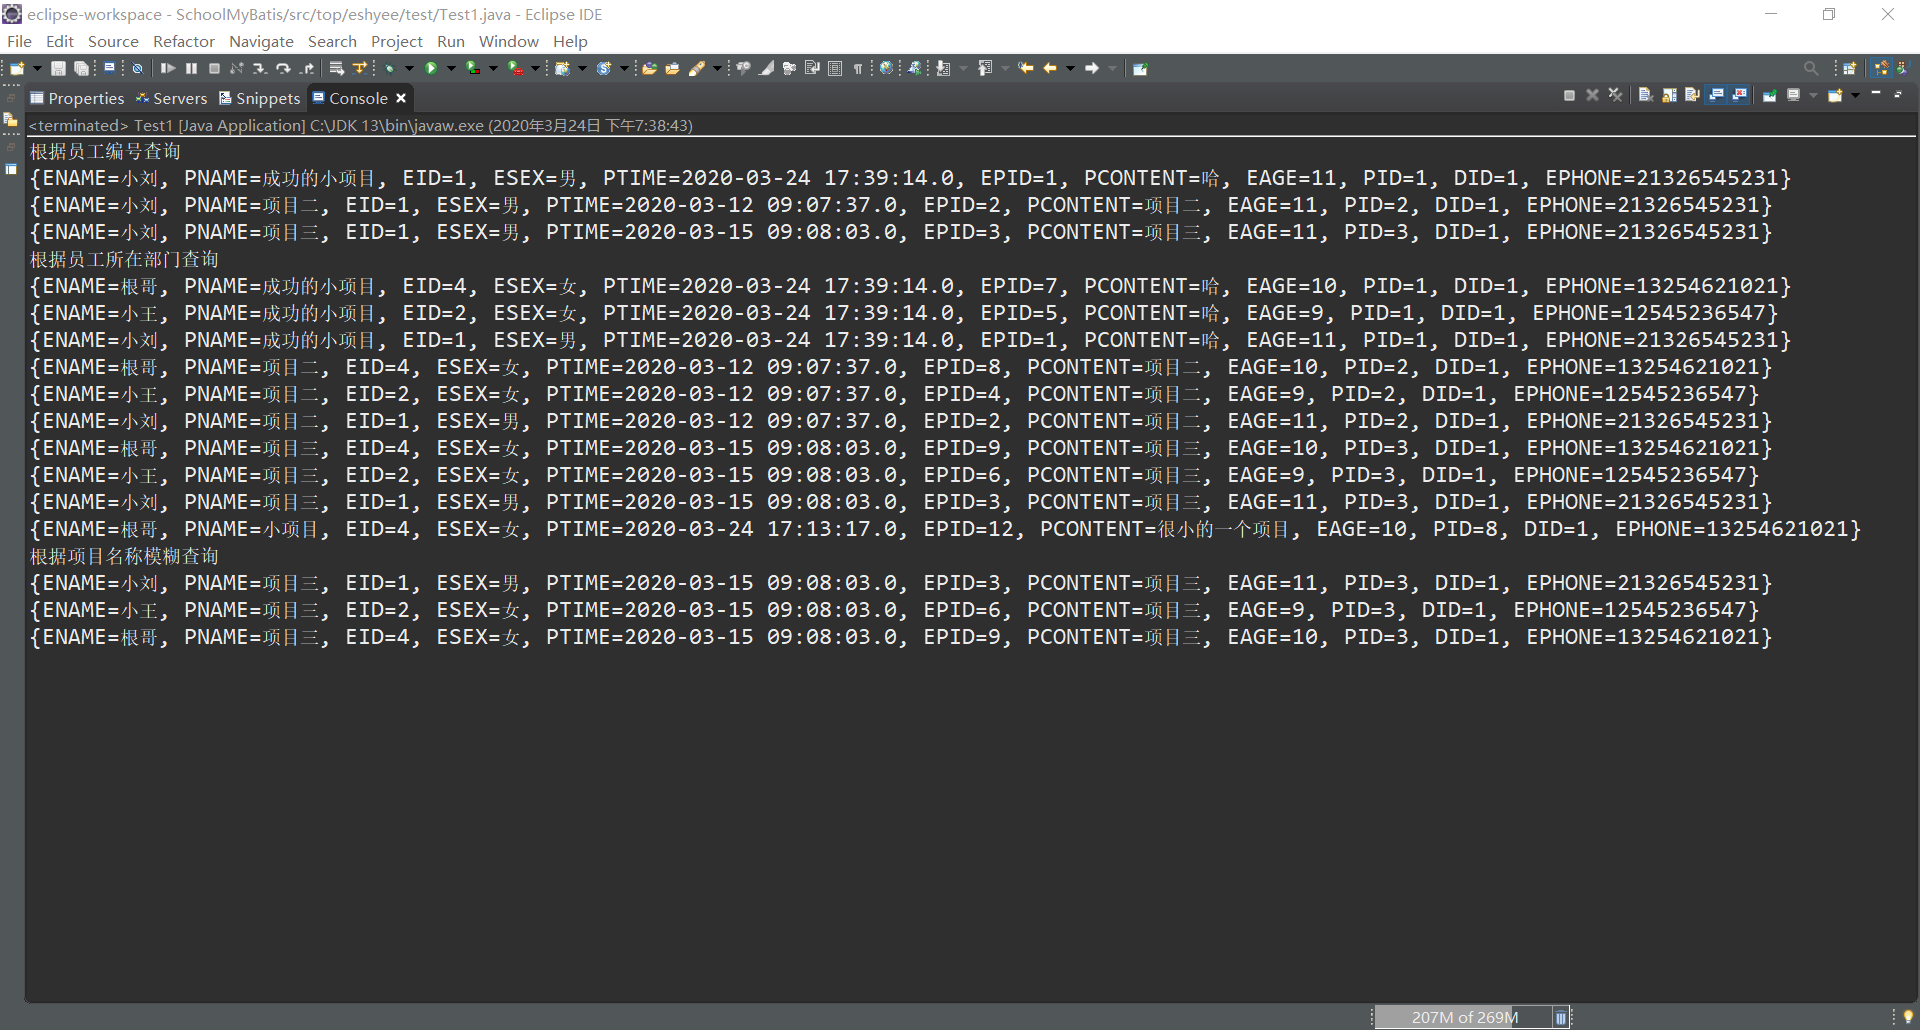 eclipse-workspace - SchoolMyBatis/src/top/eshyee/test/Test1.java - Eclipse IDE
File Edit Source Refactor Navigate Search Project Run Window Help
Properties Servers Snippets Console
<terminated> Test1 [Java Application] C:\JDK 13\bin\javaw.exe (2020年3月24日 下午7:38:43)
根据员工编号查询
{ENAME=小刘, PNAME=成功的小项目, EID=1, ESEX=男, PTIME=2020-03-24 17:39:14.0, EPID=1, PCONTENT=哈, EAGE=11, PID=1, DID=1, EPHONE=21326545231}
{ENAME=小刘, PNAME=项目二, EID=1, ESEX=男, PTIME=2020-03-12 09:07:37.0, EPID=2, PCONTENT=项目二, EAGE=11, PID=2, DID=1, EPHONE=21326545231}
{ENAME=小刘, PNAME=项目三, EID=1, ESEX=男, PTIME=2020-03-15 09:08:03.0, EPID=3, PCONTENT=项目三, EAGE=11, PID=3, DID=1, EPHONE=21326545231}
根据员工所在部门查询
{ENAME=根哥, PNAME=成功的小项目, EID=4, ESEX=女, PTIME=2020-03-24 17:39:14.0, EPID=7, PCONTENT=哈, EAGE=10, PID=1, DID=1, EPHONE=13254621021}
{ENAME=小王, PNAME=成功的小项目, EID=2, ESEX=女, PTIME=2020-03-24 17:39:14.0, EPID=5, PCONTENT=哈, EAGE=9, PID=1, DID=1, EPHONE=12545236547}
{ENAME=小刘, PNAME=成功的小项目, EID=1, ESEX=男, PTIME=2020-03-24 17:39:14.0, EPID=1, PCONTENT=哈, EAGE=11, PID=1, DID=1, EPHONE=21326545231}
{ENAME=根哥, PNAME=项目二, EID=4, ESEX=女, PTIME=2020-03-12 09:07:37.0, EPID=8, PCONTENT=项目二, EAGE=10, PID=2, DID=1, EPHONE=13254621021}
{ENAME=小王, PNAME=项目二, EID=2, ESEX=女, PTIME=2020-03-12 09:07:37.0, EPID=4, PCONTENT=项目二, EAGE=9, PID=2, DID=1, EPHONE=12545236547}
{ENAME=小刘, PNAME=项目二, EID=1, ESEX=男, PTIME=2020-03-12 09:07:37.0, EPID=2, PCONTENT=项目二, EAGE=11, PID=2, DID=1, EPHONE=21326545231}
{ENAME=根哥, PNAME=项目三, EID=4, ESEX=女, PTIME=2020-03-15 09:08:03.0, EPID=9, PCONTENT=项目三, EAGE=10, PID=3, DID=1, EPHONE=13254621021}
{ENAME=小王, PNAME=项目三, EID=2, ESEX=女, PTIME=2020-03-15 09:08:03.0, EPID=6, PCONTENT=项目三, EAGE=9, PID=3, DID=1, EPHONE=12545236547}
{ENAME=小刘, PNAME=项目三, EID=1, ESEX=男, PTIME=2020-03-15 09:08:03.0, EPID=3, PCONTENT=项目三, EAGE=11, PID=3, DID=1, EPHONE=21326545231}
{ENAME=根哥, PNAME=小项目, EID=4, ESEX=女, PTIME=2020-03-24 17:13:17.0, EPID=12, PCONTENT=很小的一个项目, EAGE=10, PID=8, DID=1, EPHONE=13254621021}
根据项目名称模糊查询
{ENAME=小刘, PNAME=项目三, EID=1, ESEX=男, PTIME=2020-03-15 09:08:03.0, EPID=3, PCONTENT=项目三, EAGE=11, PID=3, DID=1, EPHONE=21326545231}
{ENAME=小王, PNAME=项目三, EID=2, ESEX=女, PTIME=2020-03-15 09:08:03.0, EPID=6, PCONTENT=项目三, EAGE=9, PID=3, DID=1, EPHONE=12545236547}
{ENAME=根哥, PNAME=项目三, EID=4, ESEX=女, PTIME=2020-03-15 09:08:03.0, EPID=9, PCONTENT=项目三, EAGE=10, PID=3, DID=1, EPHONE=13254621021}
207M of 269M